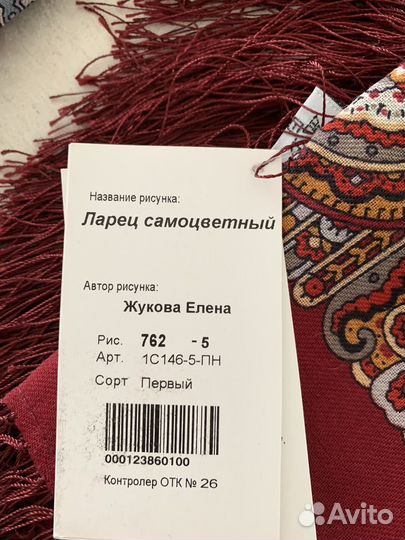 Название рисунка:
Ларец самоцветный
Автор рисунка:
Жукова Елена
Рис. 762 - 5
Арт. 1С146-5-ПН
Сорт Первый
000123860100
Контролер ОТК № 26
Avito